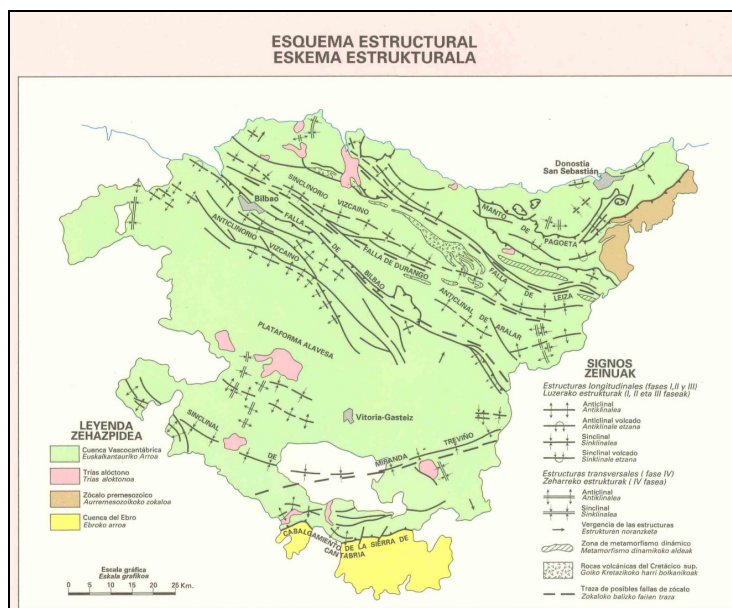 ESQUEMA ESTRUCTURAL
ESKEMA ESTRUKTURALA
Donostia
San Sebastián
Bilbao
SINCLINORIO VIZCAINO
MANTO DE PAGOETA
ANTICLINORIO VIZCAINO
FALLA DE BILBAO
FALLA DE DURANGO
FALLA DE LEIZA
ANTICLINAL DE ARALAR
PLATAFORMA ALAVESA
Vitoria-Gasteiz
SINCLINAL DE MIRANDA TREVIÑO
CABALGAMIENTO DE LA SIERRA DE CANTABRIA
LEYENDA
ZEHAZPIDEA
Cuenca Vascocantábrica
Euskalkantauriko Arroa
Trías alóctono
Trias aloktonoa
Zócalo premesozoico
Aurremesozoikoko zokaloa
Cuenca del Ebro
Ebroko arroa
Escala gráfica
Eskala grafikoa
0 5 10 15 20 25 Km.
SIGNOS
ZEINUAK
Estructuras longitudinales (fases I,II y III)
Luzerako estrukturak (I, II eta III faseak)
Anticlinal
Antiklinalea
Anticlinal volcado
Antiklinale etzana
Sinclinal
Sinklinalea
Sinclinal volcado
Sinklinale etzana
Estructuras transversales ( fase IV)
Zeharreko estrukturak ( IV fasea)
Anticlinal
Antiklinalea
Sinclinal
Sinklinalea
Vergencia de las estructuras
Estrukturen noranzketa
Zona de metamorfismo dinámico
Metamorfismo dinamikoko aldeak
Rocas volcánicas del Cretácico sup.
Goiko Kretazikoko harri bolkanikoak
Traza de posibles fallas de zócalo
Zokaloko balizko failen traza